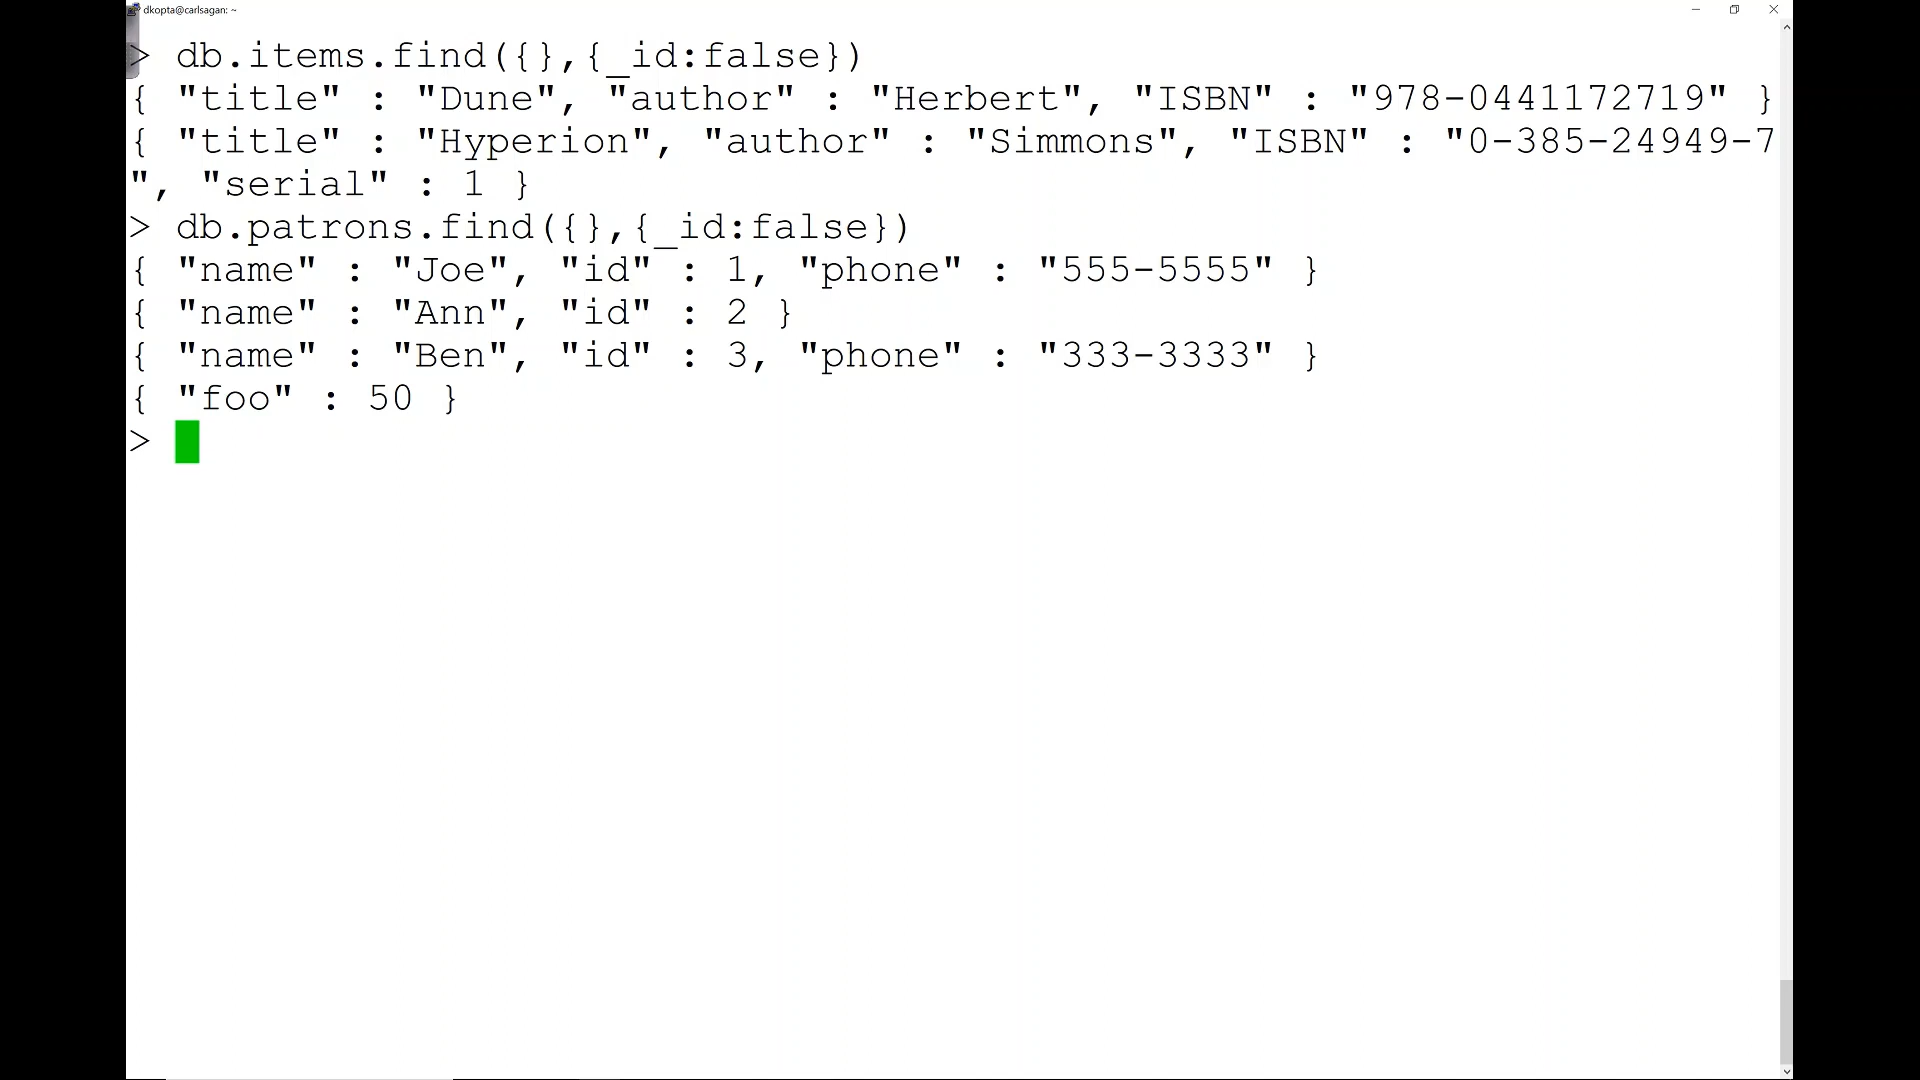 dkopta@carlsagan: ~
> db.items.find({},{_id:false})
{ "title" : "Dune", "author" : "Herbert", "ISBN" : "978-0441172719" }
{ "title" : "Hyperion", "author" : "Simmons", "ISBN" : "0-385-24949-7
", "serial" : 1 }
> db.patrons.find({},{_id:false})
{ "name" : "Joe", "id" : 1, "phone" : "555-5555" }
{ "name" : "Ann", "id" : 2 }
{ "name" : "Ben", "id" : 3, "phone" : "333-3333" }
{ "foo" : 50 }
>